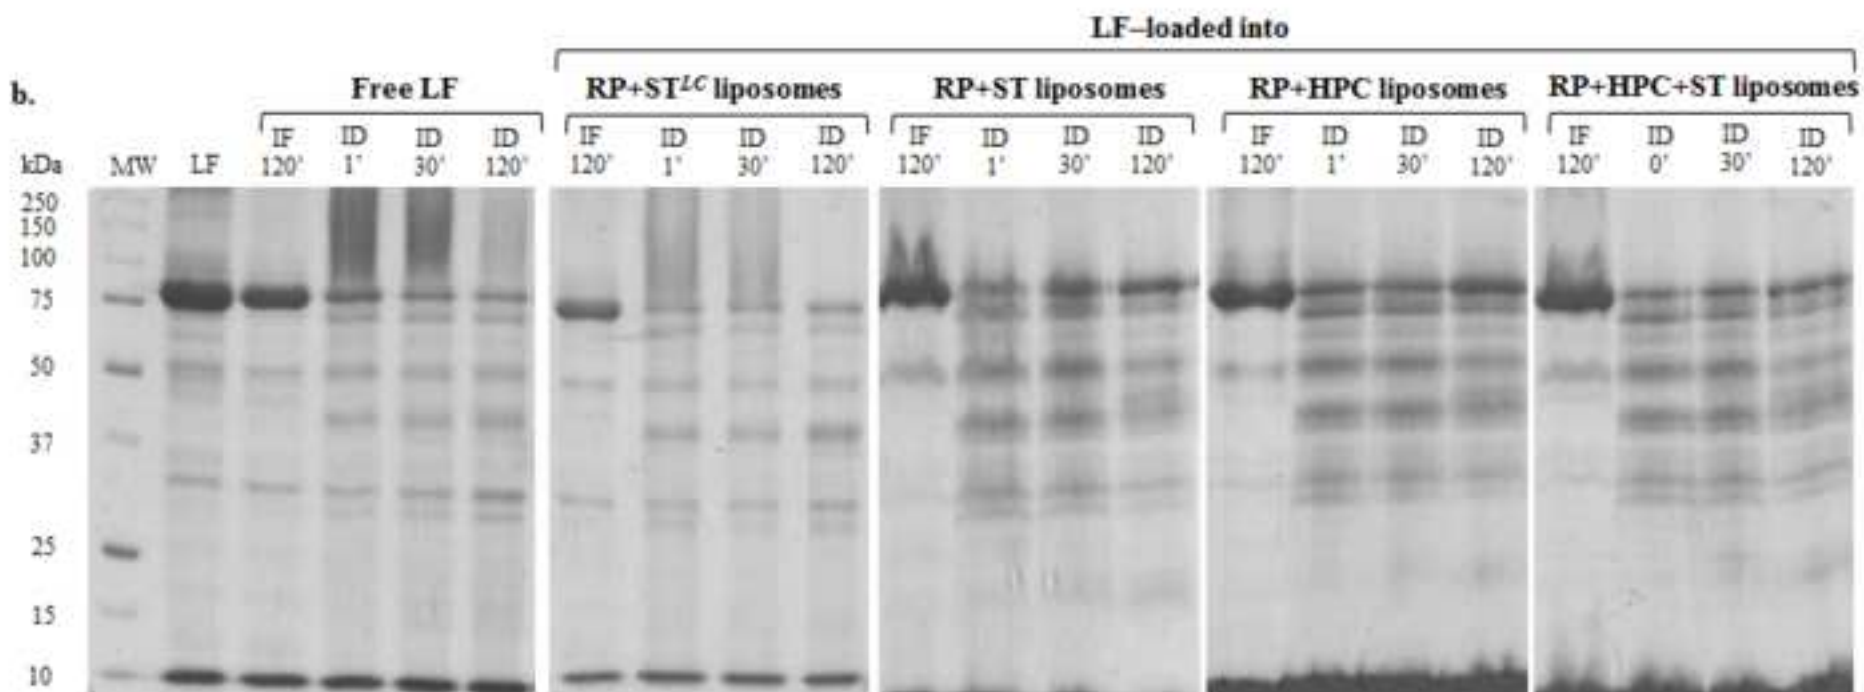 LF–loaded into
b.
Free LF
RP+STᴸᶜ liposomes
RP+ST liposomes
RP+HPC liposomes
RP+HPC+ST liposomes
IF ID ID ID IF ID ID ID IF ID ID ID IF ID ID ID IF ID ID ID
kDa MW LF 120' 1' 30' 120' 120' 1' 30' 120' 120' 1' 30' 120' 120' 1' 30' 120' 120' 0' 30' 120'
250
150
100
75
50
37
25
15
10